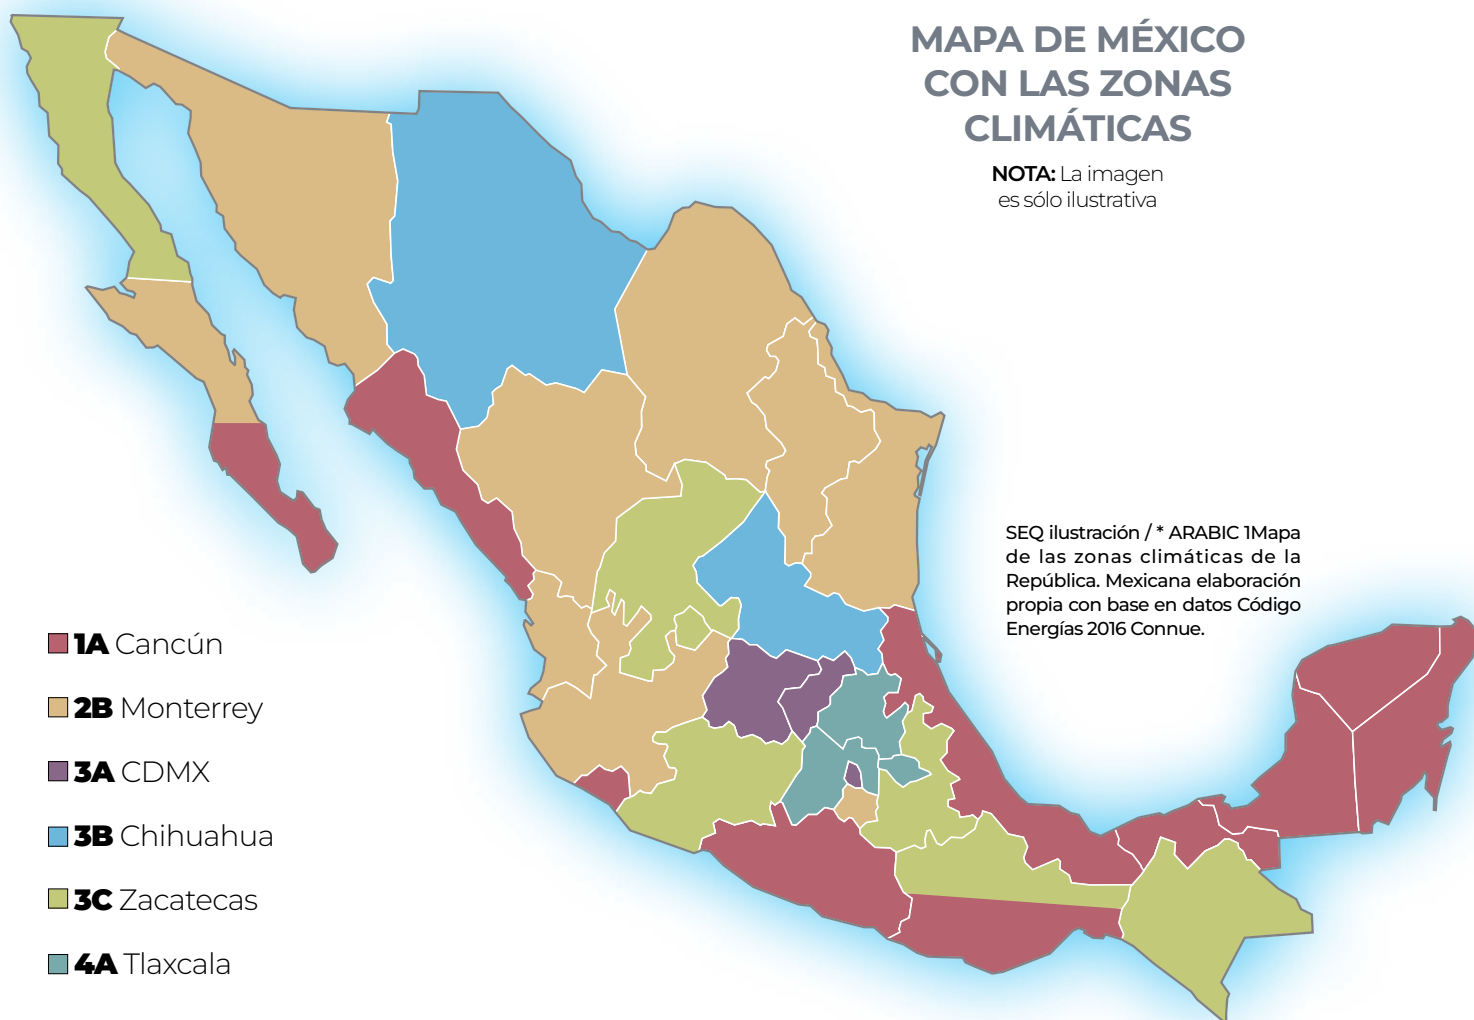 MAPA DE MÉXICO
CON LAS ZONAS
CLIMÁTICAS
NOTA: La imagen
es sólo ilustrativa
SEQ ilustración / * ARABIC 1Mapa
de las zonas climáticas de la
República. Mexicana elaboración
propia con base en datos Código
Energías 2016 Connue.
1A Cancún
2B Monterrey
3A CDMX
3B Chihuahua
3C Zacatecas
4A Tlaxcala